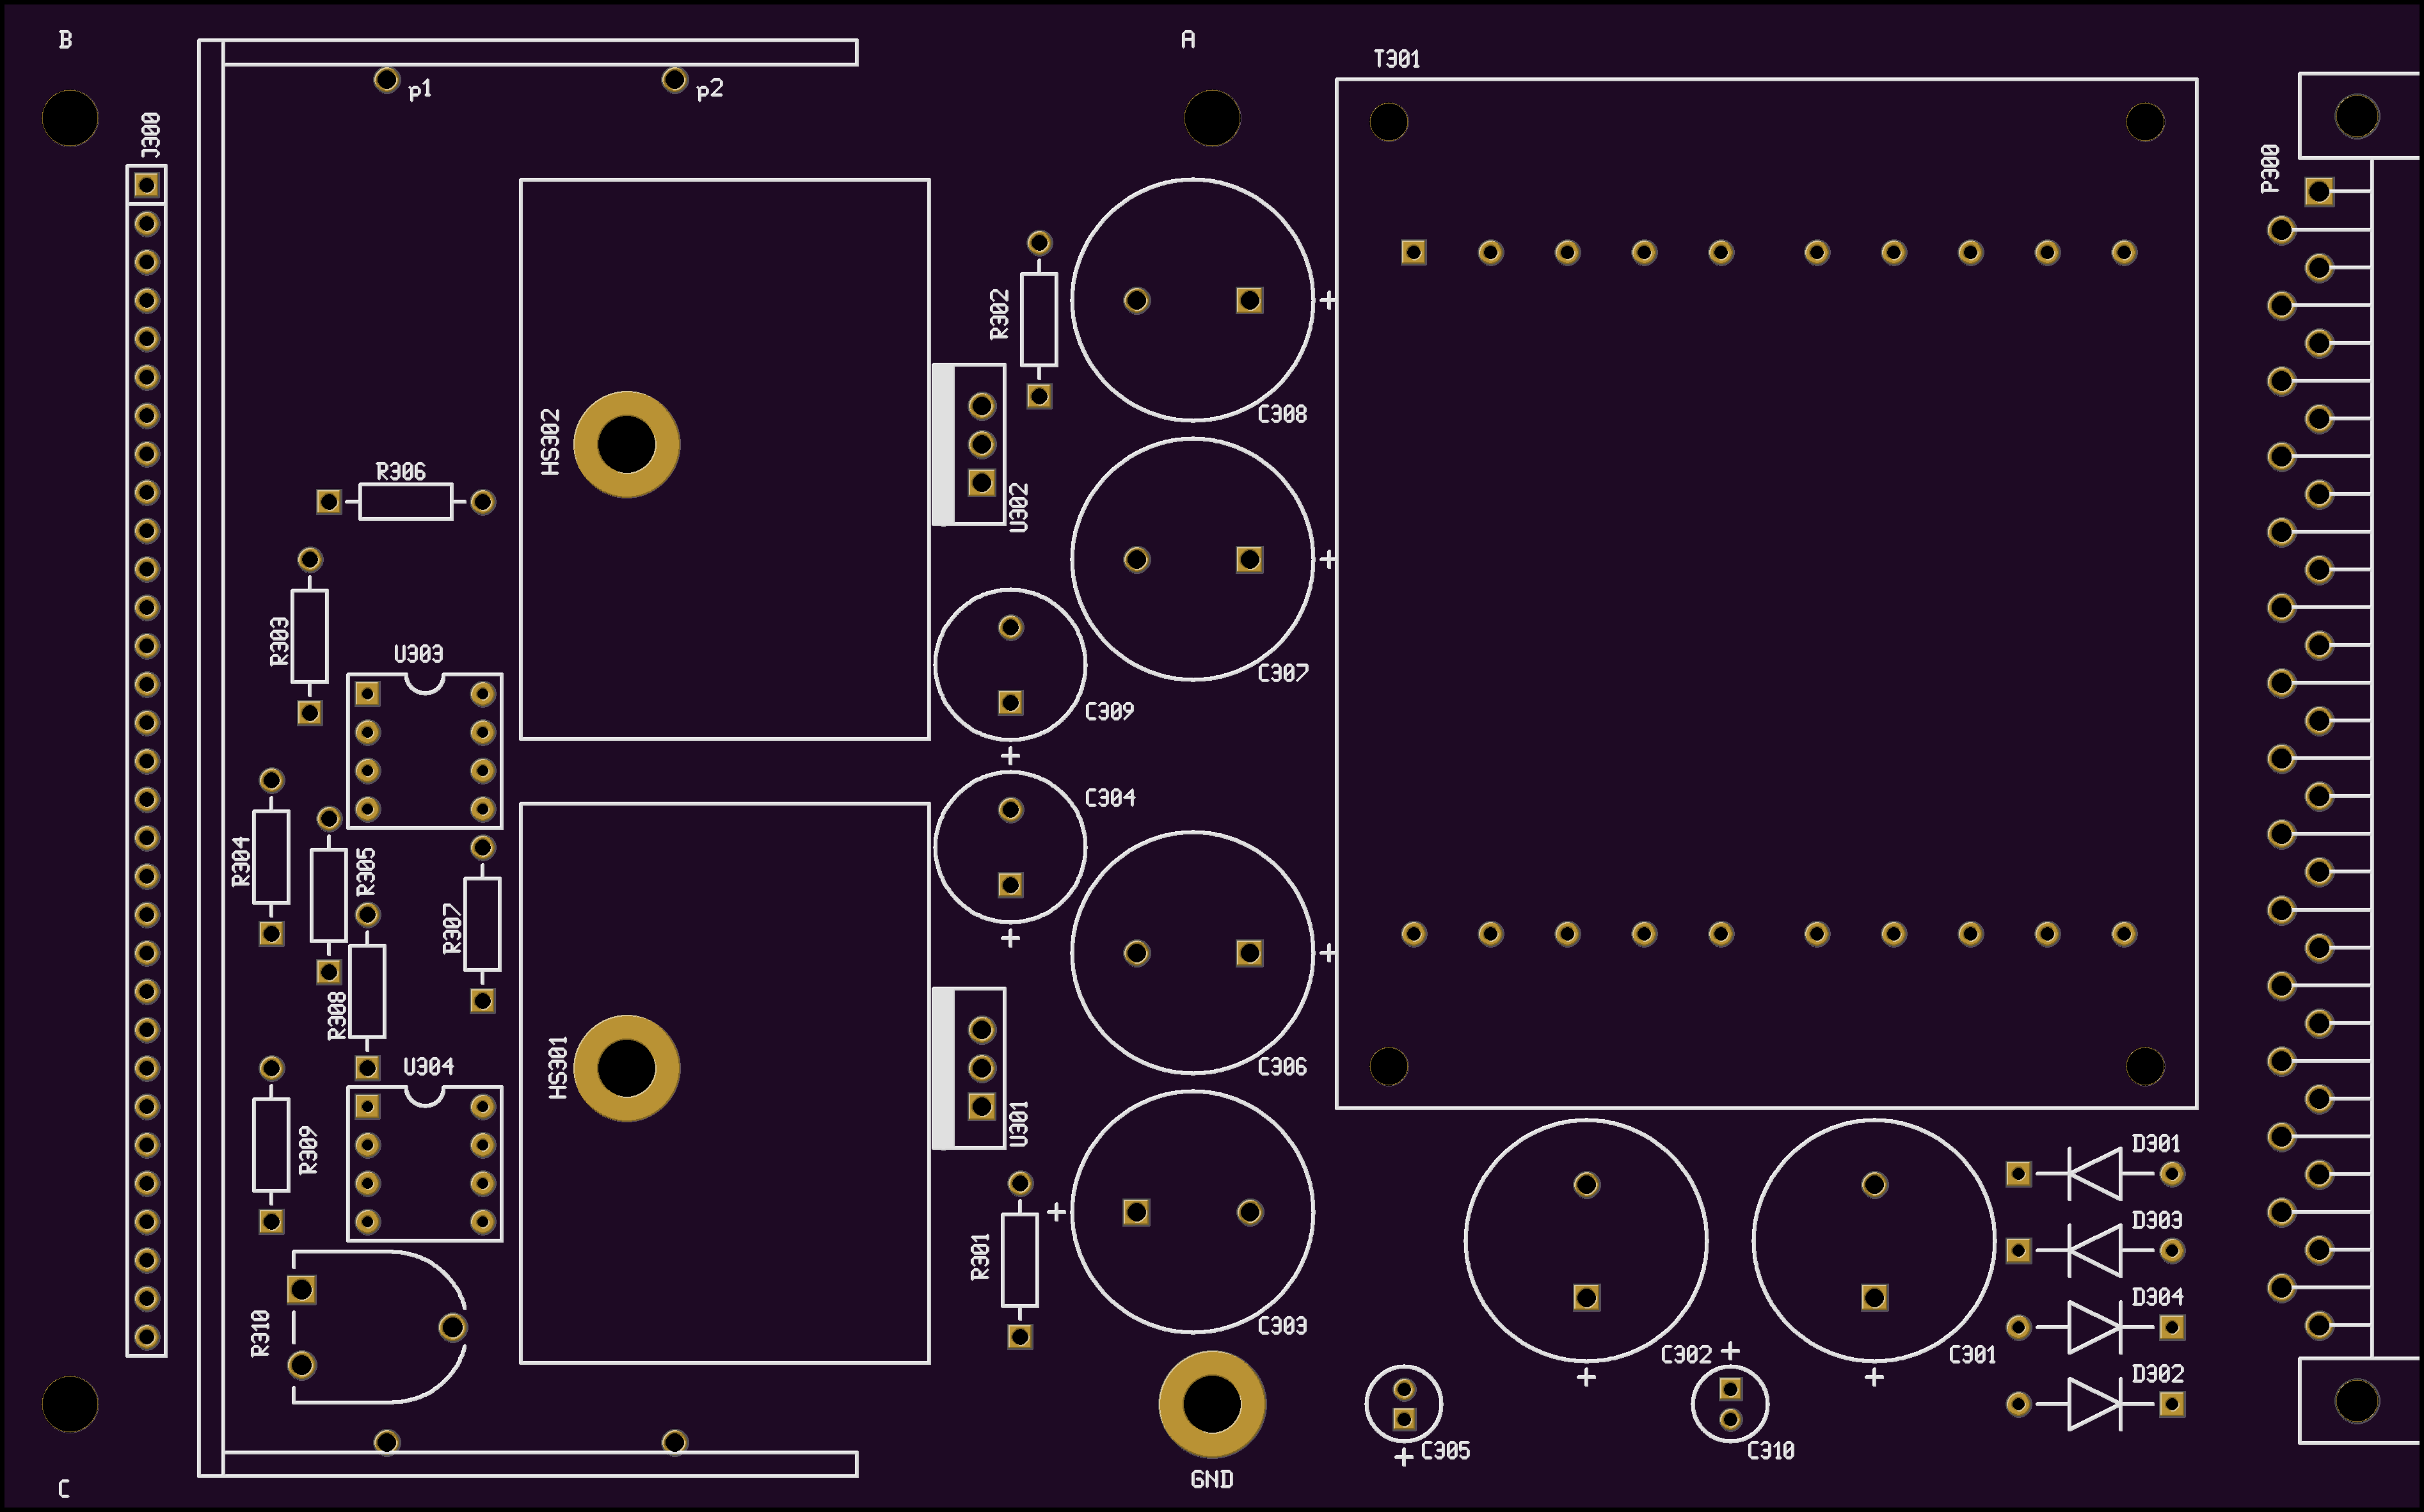 B
A
T301
p1
p2
J300
P300
R302
C308
HS302
R306
U302
R303
U303
C307
C309
C304
R304
R305
R307
HS301
R308
U304
C306
R309
U301
D301
D303
R301
R310
C303
D304
C302
C301
D302
C305
C310
GND
C
+
+
+
+
+
+
+
+
+
+